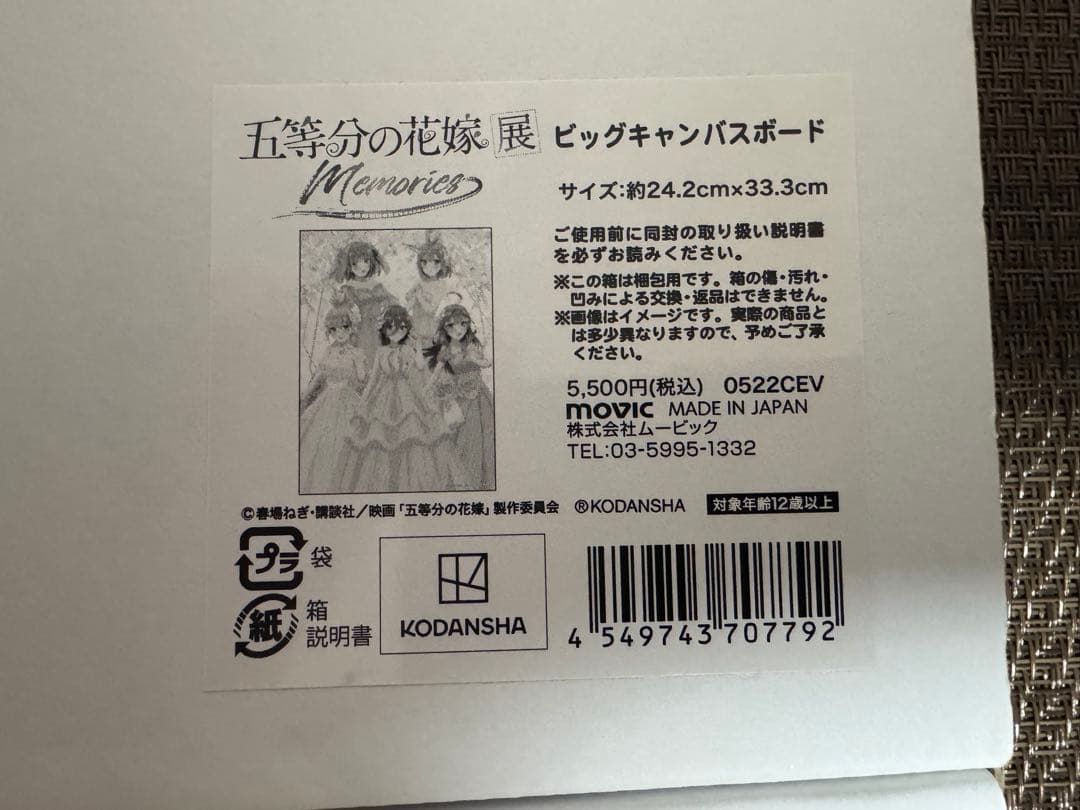 五等分の花嫁展
Memories
ビッグキャンバスボード
サイズ:約24.2cm×33.3cm
ご使用前に同封の取り扱い説明書
を必ずお読みください。
※この箱は梱包用です。箱の傷・汚れ・
凹みによる交換・返品はできません。
※画像はイメージです。実際の商品と
は多少異なりますので、予めご了承
ください。
5,500円(税込) 0522CEV
movic MADE IN JAPAN
株式会社ムービック
TEL:03-5995-1332
©春場ねぎ・講談社／映画「五等分の花嫁」製作委員会 ®KODANSHA 対象年齢12歳以上
プラ 袋
紙 箱
説明書
KODANSHA
4 549743 707792